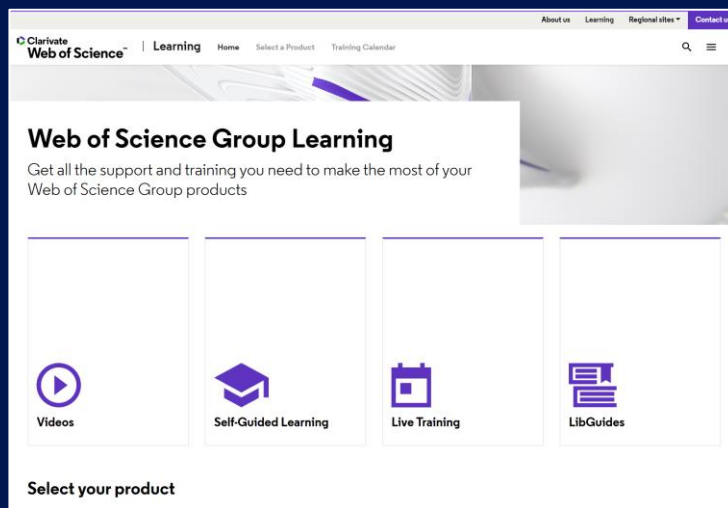 About us Learning Regional sites Contact us
Clarivate
Web of Science™ | Learning Home Select a Product Training Calendar
Web of Science Group Learning
Get all the support and training you need to make the most of your
Web of Science Group products
Videos Self-Guided Learning Live Training LibGuides
Select your product